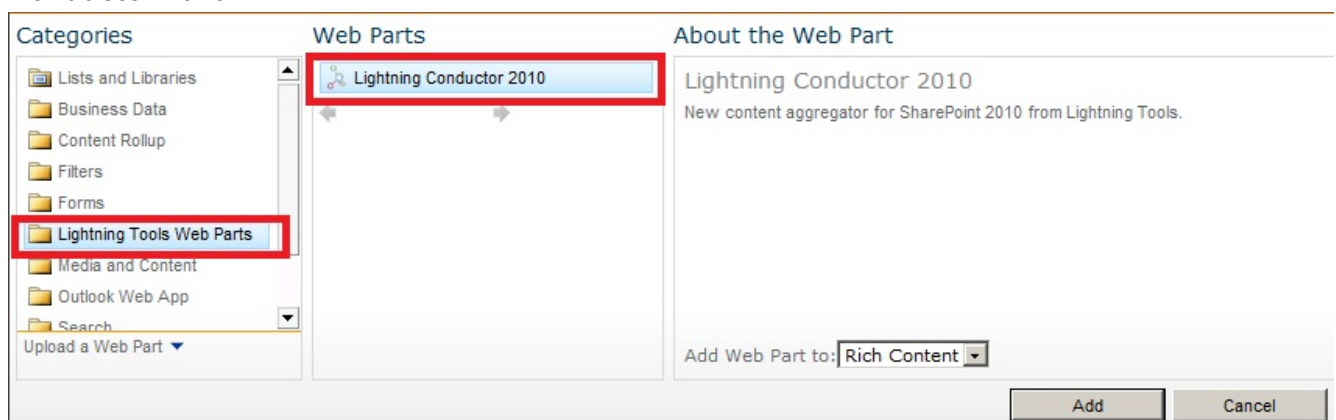 Categories
Lists and Libraries
Business Data
Content Rollup
Filters
Forms
Lightning Tools Web Parts
Media and Content
Outlook Web App
Search
Upload a Web Part
Web Parts
Lightning Conductor 2010
About the Web Part
Lightning Conductor 2010
New content aggregator for SharePoint 2010 from Lightning Tools.
Add Web Part to: Rich Content
Add
Cancel